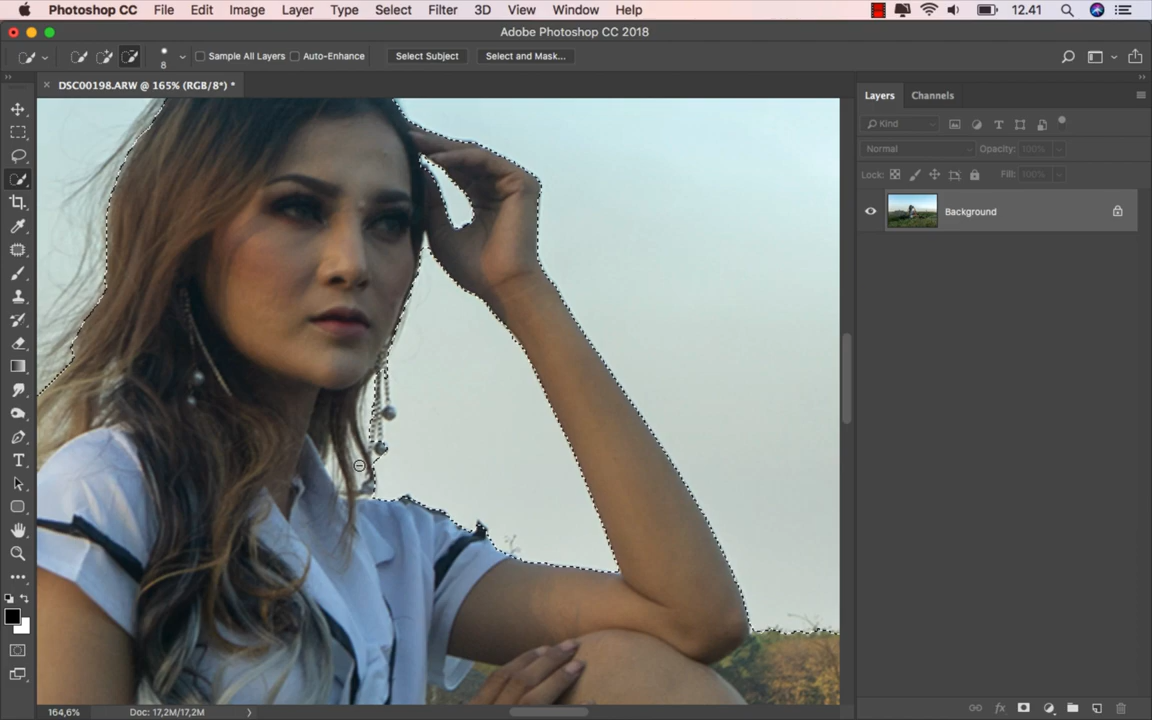 Photoshop CC File Edit Image Layer Type Select Filter 3D View Window Help 12.41
Adobe Photoshop CC 2018
8 Sample All Layers Auto-Enhance Select Subject Select and Mask...
DSC00198.ARW @ 165% (RGB/8*) *
Layers Channels
Kind
Normal Opacity: 100%
Lock: Fill: 100%
Background
164,6% Doc: 17,2M/17,2M